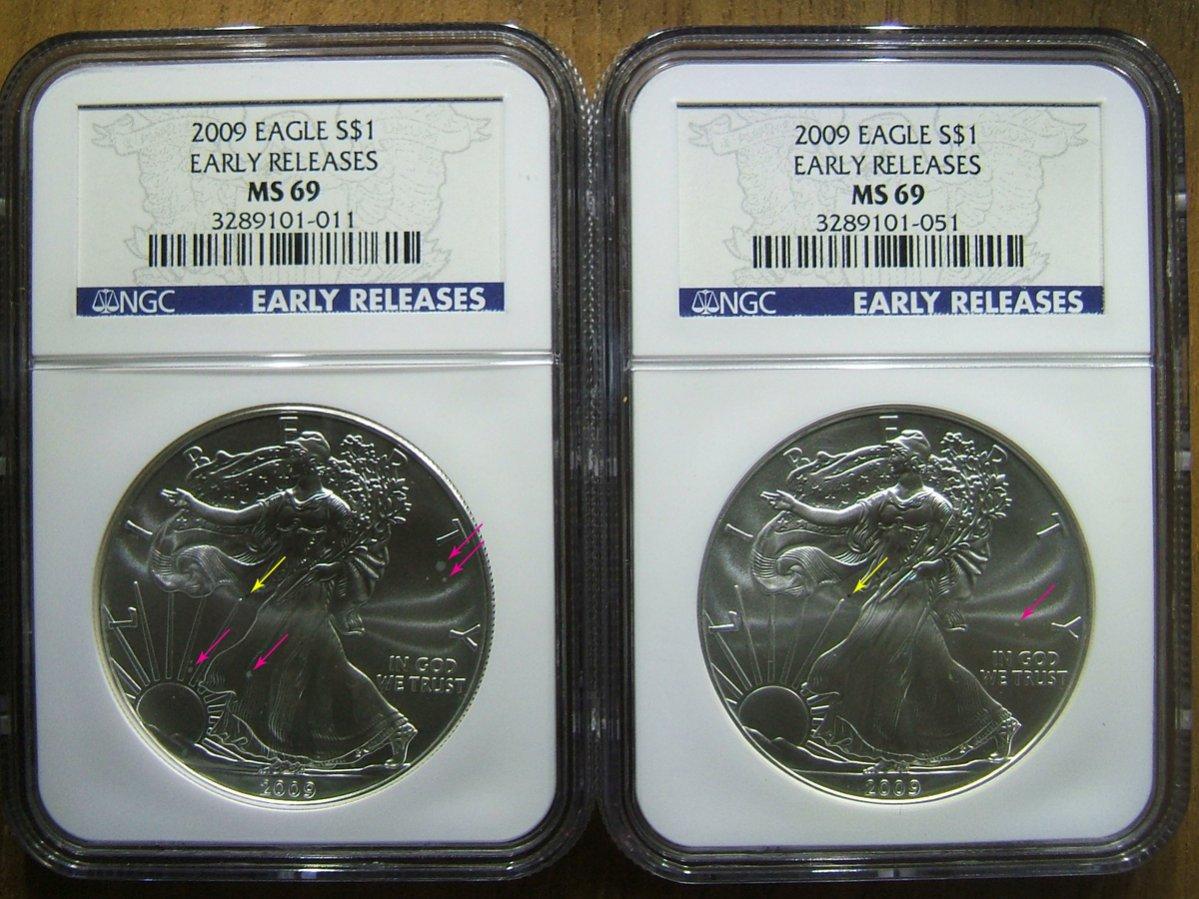 2009 EAGLE S$1
EARLY RELEASES
MS 69
3289101-011
NGC EARLY RELEASES
LIBERTY
IN GOD
WE TRUST
2009
2009 EAGLE S$1
EARLY RELEASES
MS 69
3289101-051
NGC EARLY RELEASES
LIBERTY
IN GOD
WE TRUST
2009